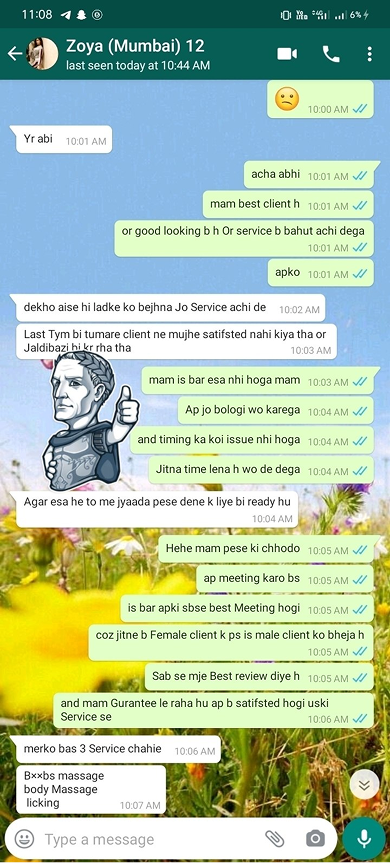 11:08
6%
Zoya (Mumbai) 12
last seen today at 10:44 AM
10:00 AM
Yr abi 10:01 AM
acha abhi 10:01 AM
mam best client h 10:01 AM
or good looking b h Or service b bahut achi dega
10:01 AM
apko 10:01 AM
dekho aise hi ladke ko bejhna Jo Service achi de 10:02 AM
Last Tym bi tumare client ne mujhe satifsted nahi kiya tha or
Jaldibazi bi kr rha tha 10:03 AM
mam is bar esa nhi hoga mam 10:03 AM
Ap jo bologi wo karega 10:04 AM
and timing ka koi issue nhi hoga 10:04 AM
Jitna time lena h wo de dega 10:04 AM
Agar esa he to me jyaada pese dene k liye bi ready hu
10:04 AM
Hehe mam pese ki chhodo 10:05 AM
ap meeting karo bs 10:05 AM
is bar apki sbse best Meeting hogi 10:05 AM
coz jitne b Female client k ps is male client ko bheja h
10:05 AM
Sab se mje Best review diye h 10:05 AM
and mam Gurantee le raha hu ap b satifsted hogi uski
Service se 10:06 AM
merko bas 3 Service chahie 10:06 AM
B××bs massage
body Massage
licking 10:07 AM
Type a message